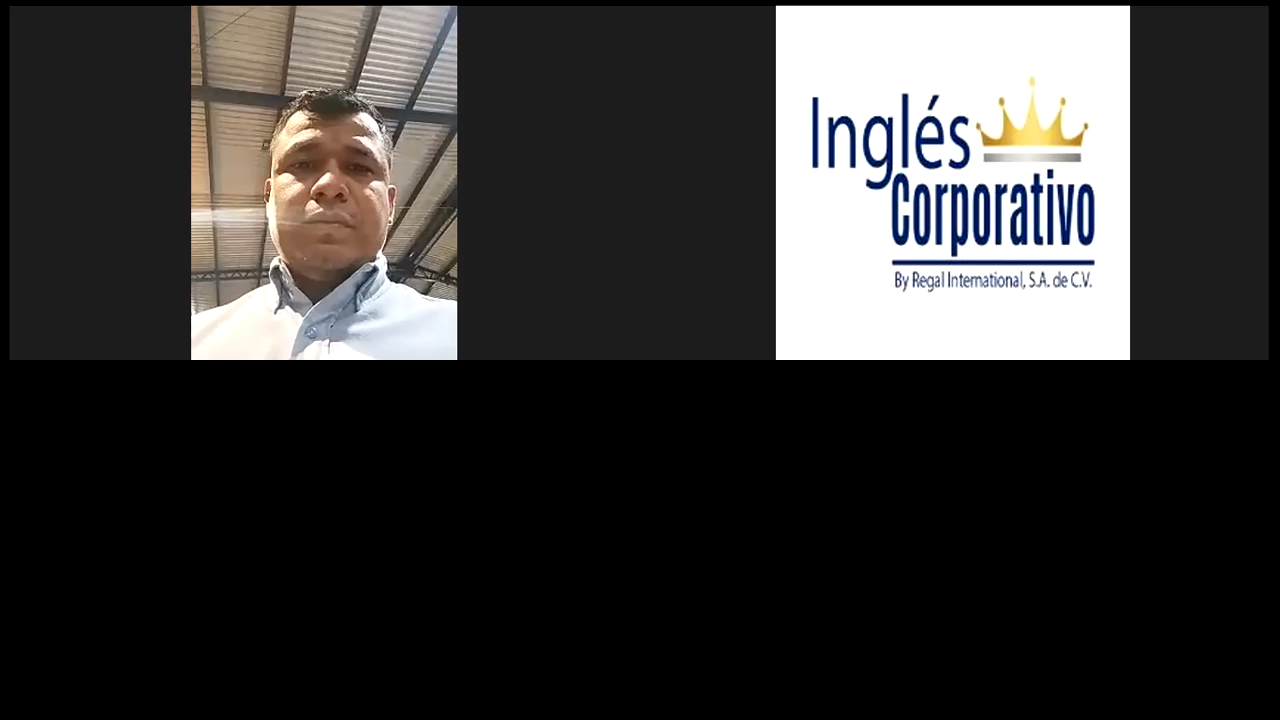 Inglés
Corporativo
By Regal International, S.A. de C.V.